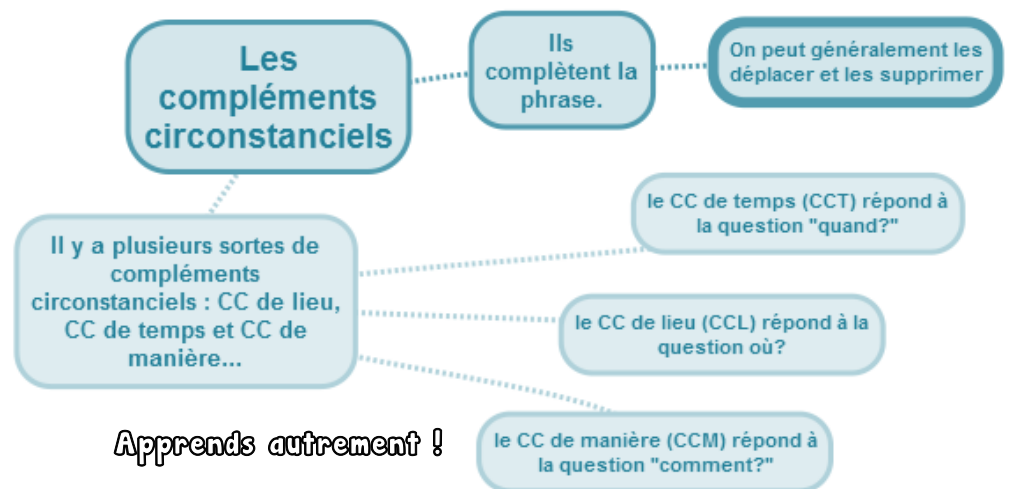 Les
compléments
circonstanciels
Ils
complètent la
phrase.
On peut généralement les
déplacer et les supprimer
Il y a plusieurs sortes de
compléments
circonstanciels : CC de lieu,
CC de temps et CC de
manière...
le CC de temps (CCT) répond à
la question "quand?"
le CC de lieu (CCL) répond à la
question où?
le CC de manière (CCM) répond à
la question "comment?"
Apprends autrement !